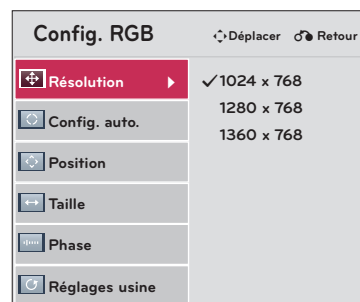 Config. RGB
Déplacer Retour
Résolution
Config. auto.
Position
Taille
Phase
Réglages usine
✓1024 x 768
1280 x 768
1360 x 768